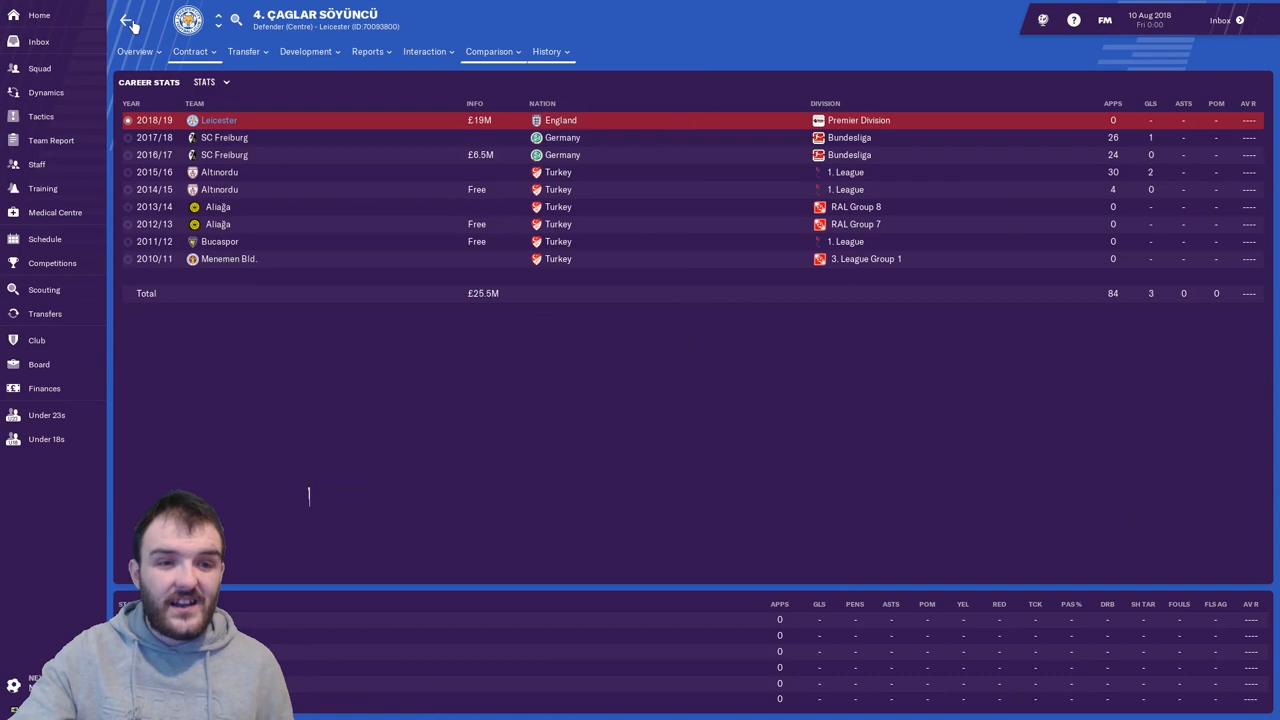 Home
Inbox
Squad
Dynamics
Tactics
Team Report
Staff
Training
Medical Centre
Schedule
Competitions
Scouting
Transfers
Club
Board
Finances
Under 23s
Under 18s
4. ÇAGLAR SÖYÜNCÜ
Defender (Centre) - Leicester (ID:70093800)
FM
10 Aug 2018
Fri 0:00
Inbox
Overview Contract Transfer Development Reports Interaction Comparison History
CAREER STATS STATS
YEAR TEAM INFO NATION DIVISION APPS GLS ASTS POM AV R
2018/19 Leicester £19M England Premier Division 0 - - - ----
2017/18 SC Freiburg Germany Bundesliga 26 1 - - ----
2016/17 SC Freiburg £6.5M Germany Bundesliga 24 0 - - ----
2015/16 Altınordu Turkey 1. League 30 2 - - ----
2014/15 Altınordu Free Turkey 1. League 4 0 - - ----
2013/14 Aliağa Turkey RAL Group 8 0 - - - ----
2012/13 Aliağa Free Turkey RAL Group 7 0 - - - ----
2011/12 Bucaspor Free Turkey 1. League 0 - - - ----
2010/11 Menemen Bld. Turkey 3. League Group 1 0 - - - ----
Total £25.5M 84 3 0 0 ----
APPS GLS PENS ASTS POM YEL RED TCK PAS % DRB SH TAR FOULS FLS AG AV R
0 - - - - - - - - - - - - ----
0 - - - - - - - - - - - - ----
0 - - - - - - - - - - - - ----
0 - - - - - - - - - - - - ----
0 - - - - - - - - - - - - ----
0 - - - - - - - - - - - - ----